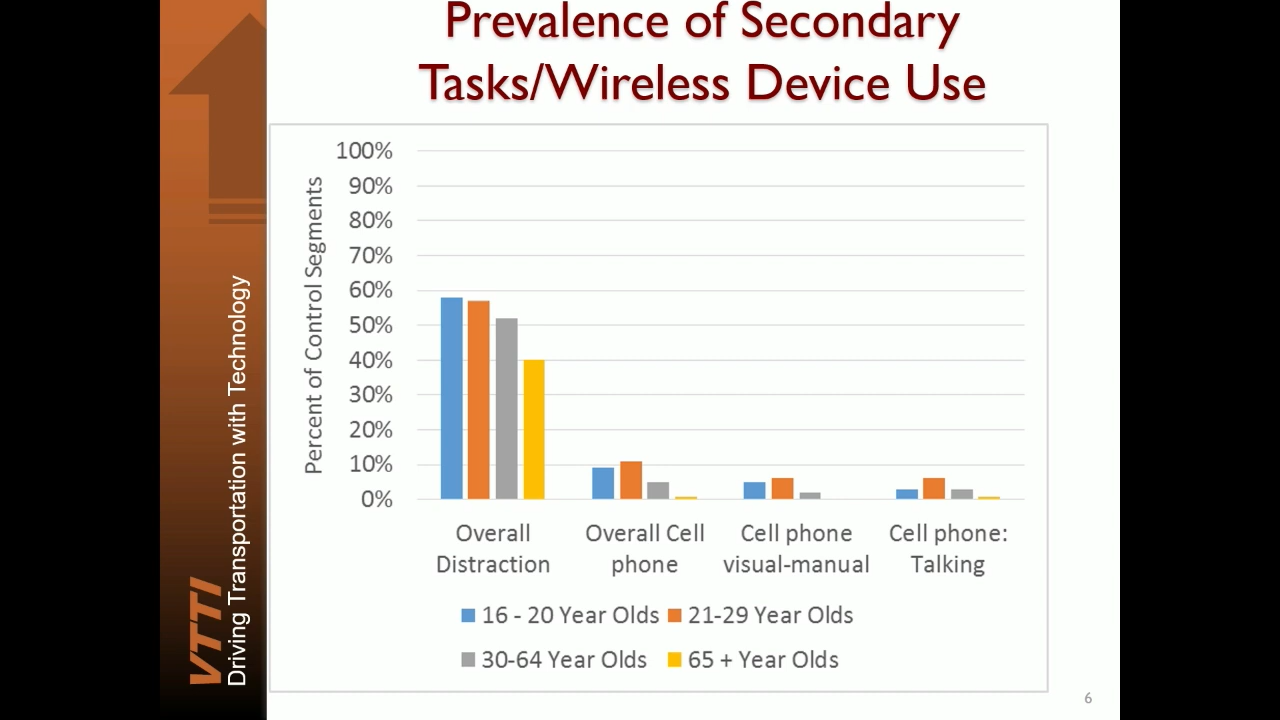 Prevalence of Secondary
Tasks/Wireless Device Use
100%
90%
80%
70%
60%
50%
40%
30%
20%
10%
0%
Percent of Control Segments
Overall
Distraction
Overall Cell
phone
Cell phone
visual-manual
Cell phone:
Talking
16 - 20 Year Olds
21-29 Year Olds
30-64 Year Olds
65 + Year Olds
VTTI
Driving Transportation with Technology
6